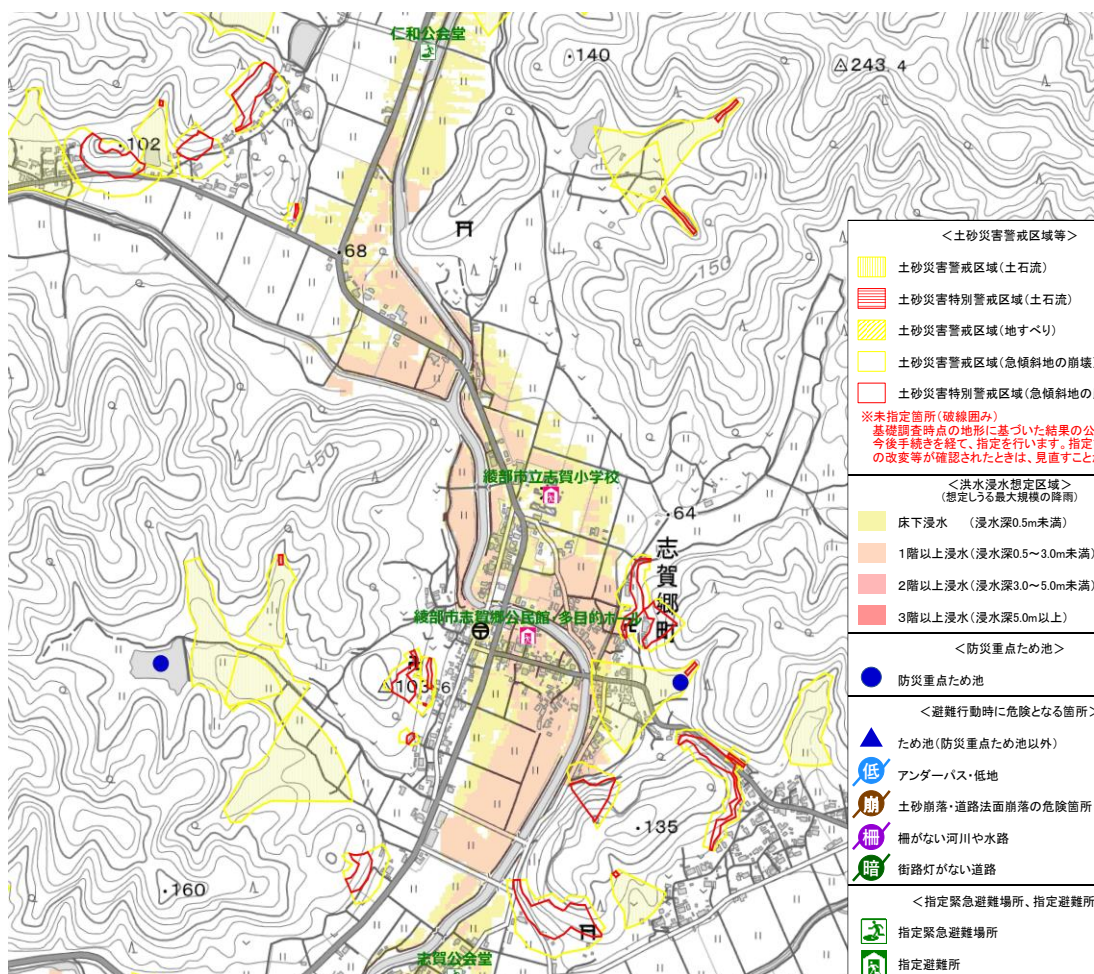 仁和公会堂
・140
243.4
・102
・68
150
150
綾部市立志賀小学校
・64
志賀郷町
綾部市志賀郷公民館・多目的ホール
103.6
・135
・160
志賀公会堂
＜土砂災害警戒区域等＞
土砂災害警戒区域(土石流)
土砂災害特別警戒区域(土石流)
土砂災害警戒区域(地すべり)
土砂災害警戒区域(急傾斜地の崩壊)
土砂災害特別警戒区域(急傾斜地の
※未指定箇所(破線囲み)
基礎調査時点の地形に基づいた結果の公
今後手続きを経て、指定を行います。指定
の改変等が確認されたときは、見直すこと
＜洪水浸水想定区域＞
(想定しうる最大規模の降雨)
床下浸水 (浸水深0.5m未満)
1階以上浸水(浸水深0.5～3.0m未満)
2階以上浸水(浸水深3.0～5.0m未満)
3階以上浸水(浸水深5.0m以上)
＜防災重点ため池＞
防災重点ため池
＜避難行動時に危険となる箇所＞
ため池(防災重点ため池以外)
低 アンダーパス・低地
崩 土砂崩落・道路法面崩落の危険箇所
柵 柵がない河川や水路
暗 街路灯がない道路
＜指定緊急避難場所、指定避難所
指定緊急避難場所
指定避難所